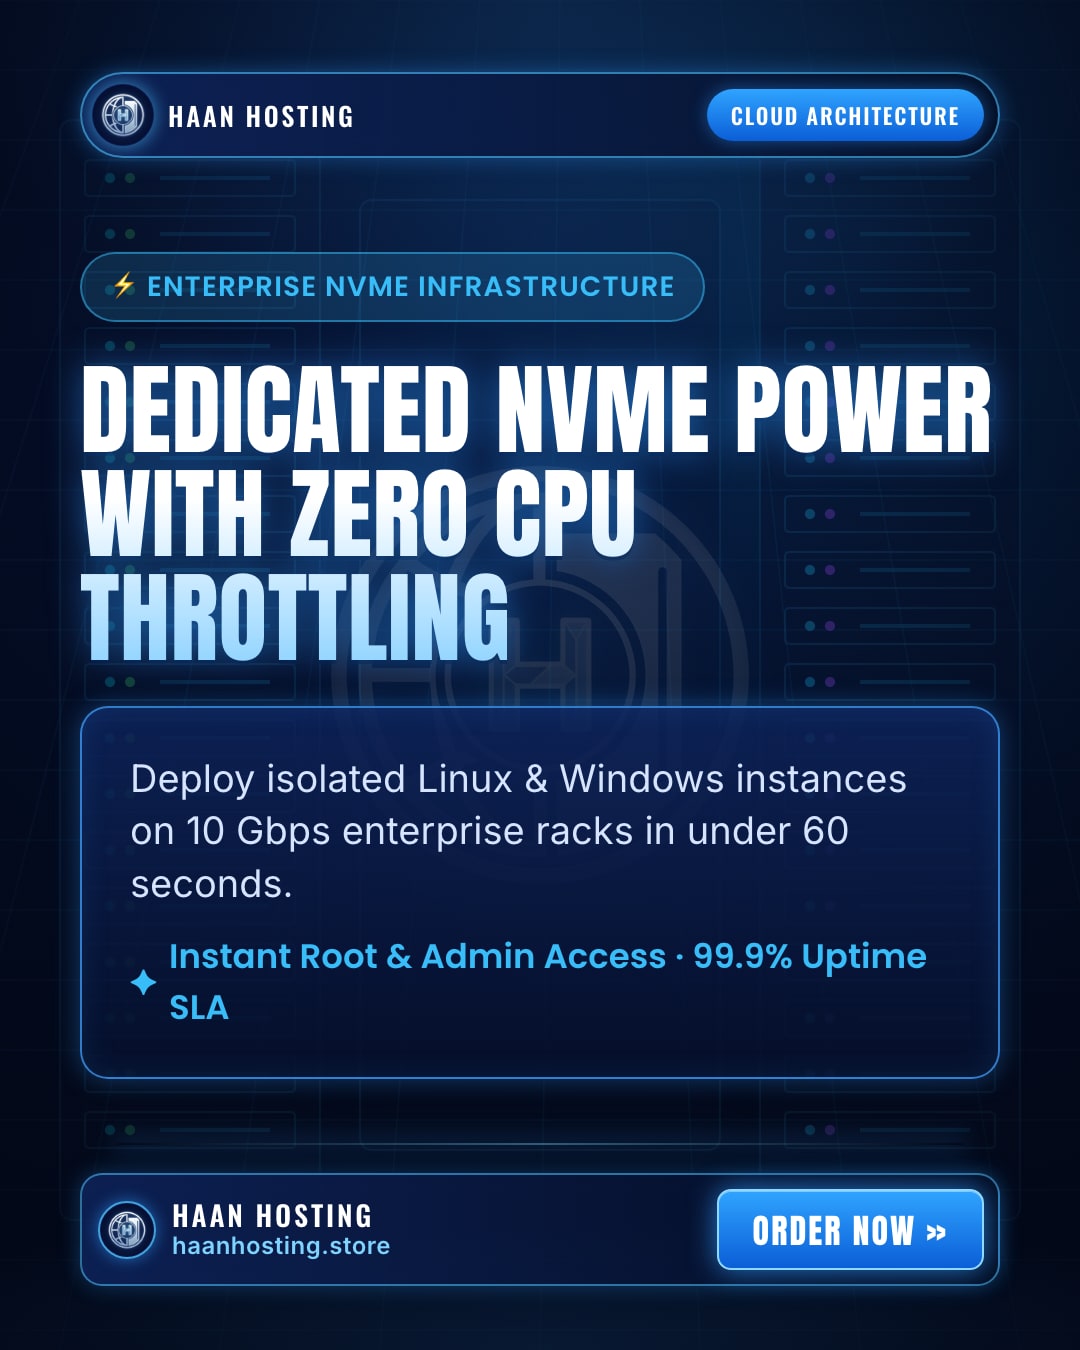 HAAN HOSTING
CLOUD ARCHITECTURE
⚡ ENTERPRISE NVME INFRASTRUCTURE
DEDICATED NVME POWER
WITH ZERO CPU
THROTTLING
Deploy isolated Linux & Windows instances
on 10 Gbps enterprise racks in under 60
seconds.
✦ Instant Root & Admin Access · 99.9% Uptime
SLA
HAAN HOSTING
haanhosting.store
ORDER NOW »